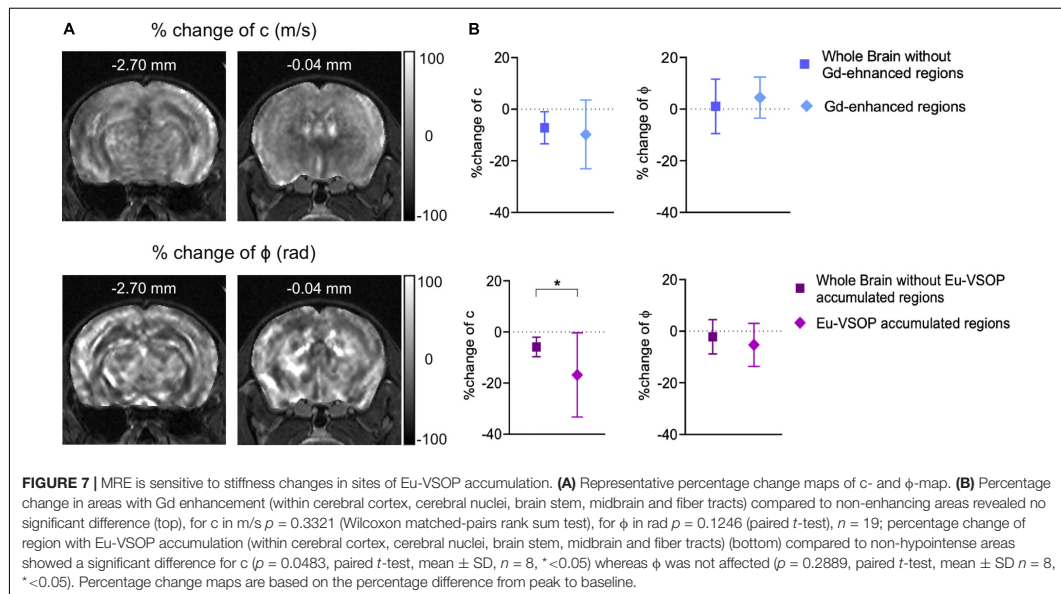 A
% change of c (m/s)
-2.70 mm
-0.04 mm
100
0
-100
% change of ϕ (rad)
-2.70 mm
-0.04 mm
100
0
-100
B
%change of c
20
0
-20
-40
% change of ϕ
20
0
-20
-40
Whole Brain without
Gd-ehnanced regions
Gd-enhanced regions
%change of c
20
0
-20
-40
*
%change of ϕ
20
0
-20
-40
Whole Brain without Eu-VSOP
accumulated regions
Eu-VSOP accumulated regions
FIGURE 7 | MRE is sensitive to stiffness changes in sites of Eu-VSOP accumulation. (A) Representative percentage change maps of c- and ϕ-map. (B) Percentage
change in areas with Gd enhancement (within cerebral cortex, cerebral nuclei, brain stem, midbrain and fiber tracts) compared to non-enhancing areas revealed no
significant difference (top), for c in m/s p = 0.3321 (Wilcoxon matched-pairs rank sum test), for ϕ in rad p = 0.1246 (paired t-test), n = 19; percentage change of
region with Eu-VSOP accumulation (within cerebral cortex, cerebral nuclei, brain stem, midbrain and fiber tracts) (bottom) compared to non-hypointense areas
showed a significant difference for c (p = 0.0483, paired t-test, mean ± SD, n = 8, *<0.05) whereas ϕ was not affected (p = 0.2889, paired t-test, mean ± SD n = 8,
*<0.05). Percentage change maps are based on the percentage difference from peak to baseline.